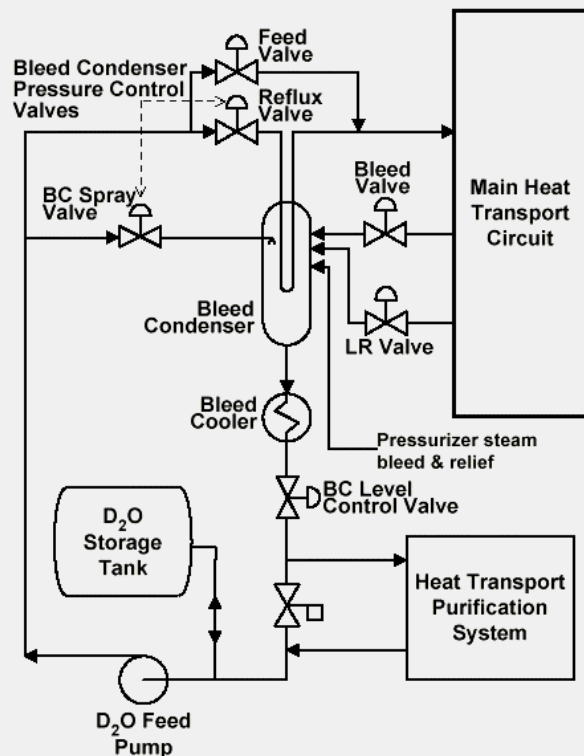 Feed
Valve
Bleed Condenser
Pressure Control
Valves
Reflux
Valve
BC Spray
Valve
Bleed
Valve
Main Heat
Transport
Circuit
Bleed
Condenser
LR Valve
Bleed
Cooler
Pressurizer steam
bleed & relief
BC Level
Control Valve
D₂O
Storage
Tank
Heat Transport
Purification
System
D₂O Feed
Pump